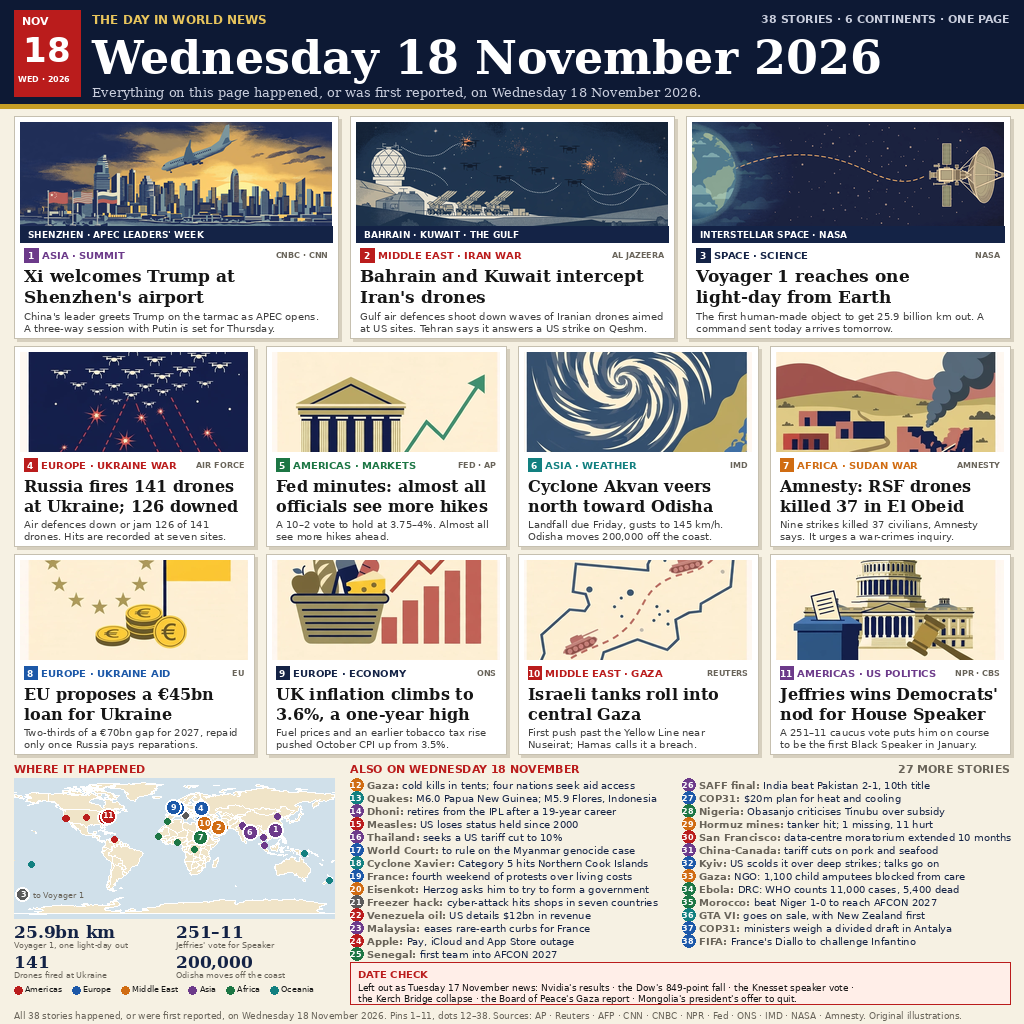 NOV
18
WED · 2026
THE DAY IN WORLD NEWS
38 STORIES · 6 CONTINENTS · ONE PAGE
Wednesday 18 November 2026
Everything on this page happened, or was first reported, on Wednesday 18 November 2026.
SHENZHEN · APEC LEADERS' WEEK
1 ASIA · SUMMIT
CNBC · CNN
Xi welcomes Trump at
Shenzhen's airport
China's leader greets Trump on the tarmac as APEC opens.
A three-way session with Putin is set for Thursday.
BAHRAIN · KUWAIT · THE GULF
2 MIDDLE EAST · IRAN WAR
AL JAZEERA
Bahrain and Kuwait intercept
Iran's drones
Gulf air defences shoot down waves of Iranian drones aimed
at US sites. Tehran says it answers a US strike on Qeshm.
INTERSTELLAR SPACE · NASA
3 SPACE · SCIENCE
NASA
Voyager 1 reaches one
light-day from Earth
The first human-made object to get 25.9 billion km out. A
command sent today arrives tomorrow.
4 EUROPE · UKRAINE WAR
AIR FORCE
Russia fires 141 drones
at Ukraine; 126 downed
Air defences down or jam 126 of 141
drones. Hits are recorded at seven sites.
5 AMERICAS · MARKETS
FED · AP
Fed minutes: almost all
officials see more hikes
A 10–2 vote to hold at 3.75–4%. Almost all
see more hikes ahead.
6 ASIA · WEATHER
IMD
Cyclone Akvan veers
north toward Odisha
Landfall due Friday, gusts to 145 km/h.
Odisha moves 200,000 off the coast.
7 AFRICA · SUDAN WAR
AMNESTY
Amnesty: RSF drones
killed 37 in El Obeid
Nine strikes killed 37 civilians, Amnesty
says. It urges a war-crimes inquiry.
8 EUROPE · UKRAINE AID
EU
EU proposes a €45bn
loan for Ukraine
Two-thirds of a €70bn gap for 2027, repaid
only once Russia pays reparations.
9 EUROPE · ECONOMY
ONS
UK inflation climbs to
3.6%, a one-year high
Fuel prices and an earlier tobacco tax rise
pushed October CPI up from 3.5%.
10 MIDDLE EAST · GAZA
REUTERS
Israeli tanks roll into
central Gaza
First push past the Yellow Line near
Nuseirat; Hamas calls it a breach.
11 AMERICAS · US POLITICS
NPR · CBS
Jeffries wins Democrats'
nod for House Speaker
A 251–11 caucus vote puts him on course
to be the first Black Speaker in January.
WHERE IT HAPPENED
11
9
4
10
2
7
6
1
3 to Voyager 1
25.9bn km
Voyager 1, one light-day out
251–11
Jeffries' vote for Speaker
141
Drones fired at Ukraine
200,000
Odisha moves off the coast
Americas
Europe
Middle East
Asia
Africa
Oceania
ALSO ON WEDNESDAY 18 NOVEMBER
27 MORE STORIES
12 Gaza: cold kills in tents; four nations seek aid access
13 Quakes: M6.0 Papua New Guinea; M5.9 Flores, Indonesia
14 Dhoni: retires from the IPL after a 19-year career
15 Measles: US loses status held since 2000
16 Thailand: seeks a US tariff cut to 10%
17 World Court: to rule on the Myanmar genocide case
18 Cyclone Xavier: Category 5 hits Northern Cook Islands
19 France: fourth weekend of protests over living costs
20 Eisenkot: Herzog asks him to try to form a government
21 Freezer hack: cyber-attack hits shops in seven countries
22 Venezuela oil: US details $12bn in revenue
23 Malaysia: eases rare-earth curbs for France
24 Apple: Pay, iCloud and App Store outage
25 Senegal: first team into AFCON 2027
26 SAFF final: India beat Pakistan 2-1, 10th title
27 COP31: $20m plan for heat and cooling
28 Nigeria: Obasanjo criticises Tinubu over subsidy
29 Hormuz mines: tanker hit; 1 missing, 11 hurt
30 San Francisco: data-centre moratorium extended 10 months
31 China-Canada: tariff cuts on pork and seafood
32 Kyiv: US scolds it over deep strikes; talks go on
33 Gaza: NGO: 1,100 child amputees blocked from care
34 Ebola: DRC: WHO counts 11,000 cases, 5,400 dead
35 Morocco: beat Niger 1-0 to reach AFCON 2027
36 GTA VI: goes on sale, with New Zealand first
37 COP31: ministers weigh a divided draft in Antalya
38 FIFA: France's Diallo to challenge Infantino
DATE CHECK
Left out as Tuesday 17 November news: Nvidia's results · the Dow's 849-point fall · the Knesset speaker vote ·
the Kerch Bridge collapse · the Board of Peace's Gaza report · Mongolia's president's offer to quit.
All 38 stories happened, or were first reported, on Wednesday 18 November 2026. Pins 1–11, dots 12–38. Sources: AP · Reuters · AFP · CNN · CNBC · NPR · Fed · ONS · IMD · NASA · Amnesty. Original illustrations.